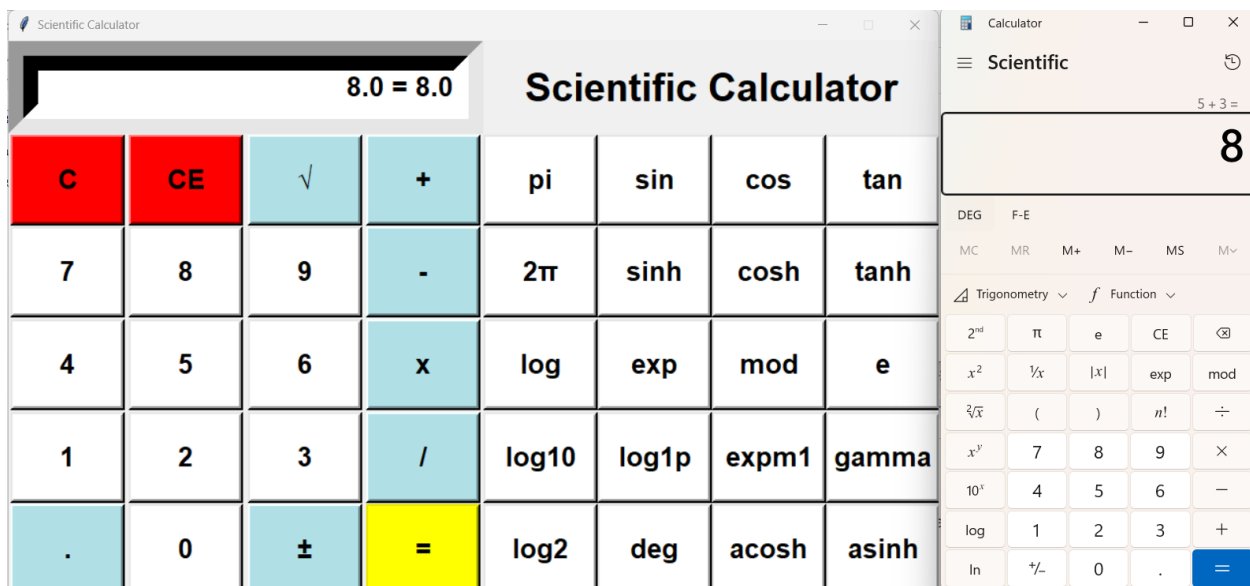 Scientific Calculator
8.0 = 8.0
Scientific Calculator
C CE √ + pi sin cos tan
7 8 9 - 2π sinh cosh tanh
4 5 6 x log exp mod e
1 2 3 / log10 log1p expm1 gamma
. 0 ± = log2 deg acosh asinh
Calculator
Scientific
5 + 3 =
8
DEG F-E
MC MR M+ M− MS M
Trigonometry f Function
2nd π e CE
x² ¹/x |x| exp mod
²√x ( ) n! ÷
xʸ 7 8 9 ×
10ˣ 4 5 6 −
log 1 2 3 +
ln +/− 0 . =